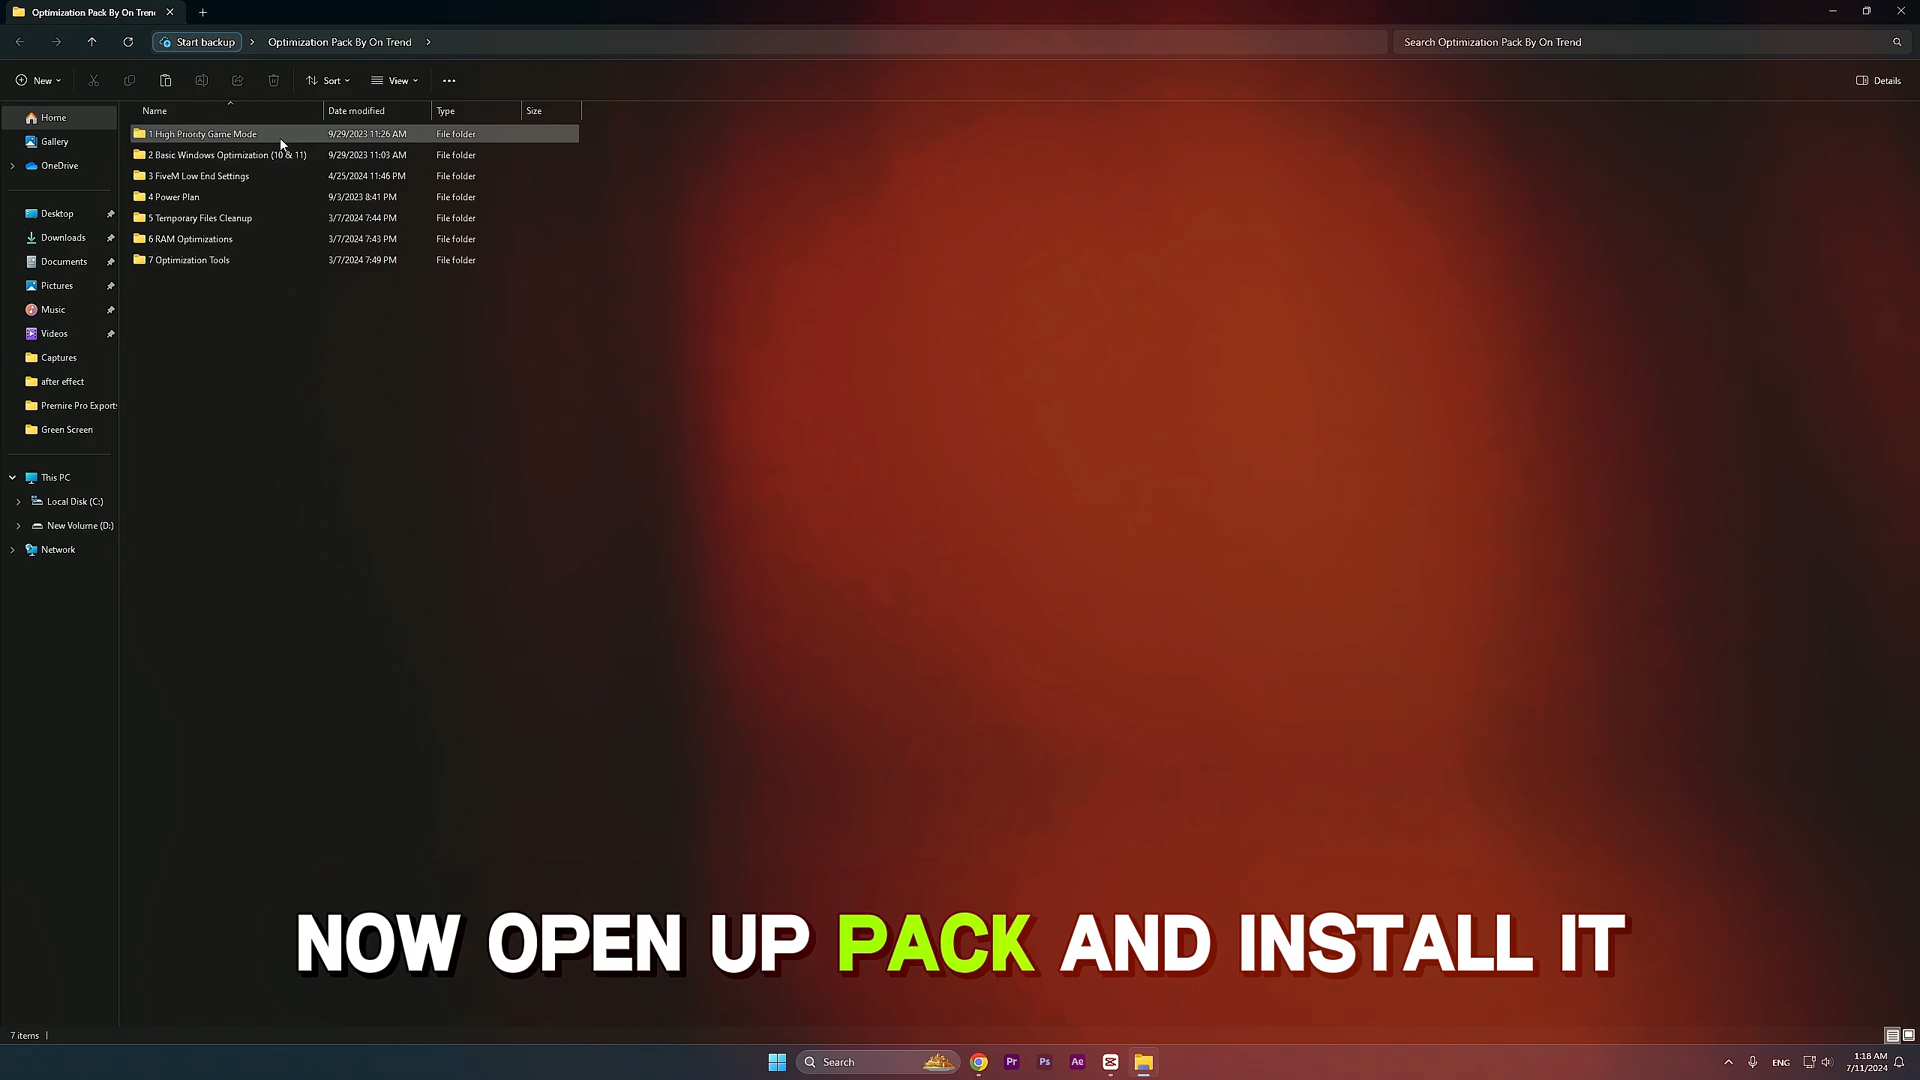 Optimization Pack By On Tren
Start backup
Optimization Pack By On Trend
Search Optimization Pack By On Trend
New
Sort
View
Details
Name
Date modified
Type
Size
1 High Priority Game Mode 9/29/2023 11:26 AM File folder
2 Basic Windows Optimization (10 & 11) 9/29/2023 11:03 AM File folder
3 FiveM Low End Settings 4/25/2024 11:46 PM File folder
4 Power Plan 9/3/2023 8:41 PM File folder
5 Temporary Files Cleanup 3/7/2024 7:44 PM File folder
6 RAM Optimizations 3/7/2024 7:43 PM File folder
7 Optimization Tools 3/7/2024 7:49 PM File folder
Home
Gallery
OneDrive
Desktop
Downloads
Documents
Pictures
Music
Videos
Captures
after effect
Premire Pro Exports
Green Screen
This PC
Local Disk (C:)
New Volume (D:)
Network
NOW OPEN UP PACK AND INSTALL IT
7 items
Search
Pr
Ps
Ae
ENG
1:18 AM
7/11/2024